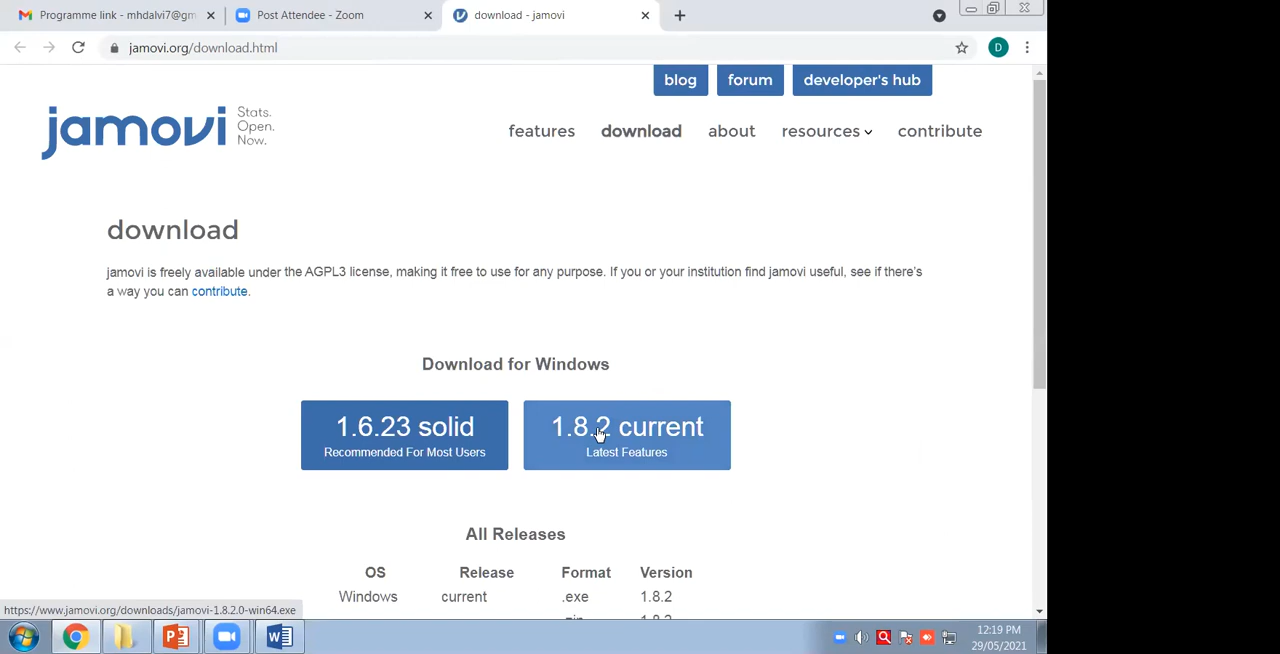 Programme link - mhdalvi7@gm
Post Attendee - Zoom
download - jamovi
jamovi.org/download.html
D
blog
forum
developer's hub
jamovi
Stats.
Open.
Now.
features
download
about
resources
contribute
download
jamovi is freely available under the AGPL3 license, making it free to use for any purpose. If you or your institution find jamovi useful, see if there's
a way you can contribute.
Download for Windows
1.6.23 solid
Recommended For Most Users
1.8.2 current
Latest Features
All Releases
OS Release Format Version
Windows current .exe 1.8.2
.zip 1.8.2
https://www.jamovi.org/downloads/jamovi-1.8.2.0-win64.exe
12:19 PM
29/05/2021